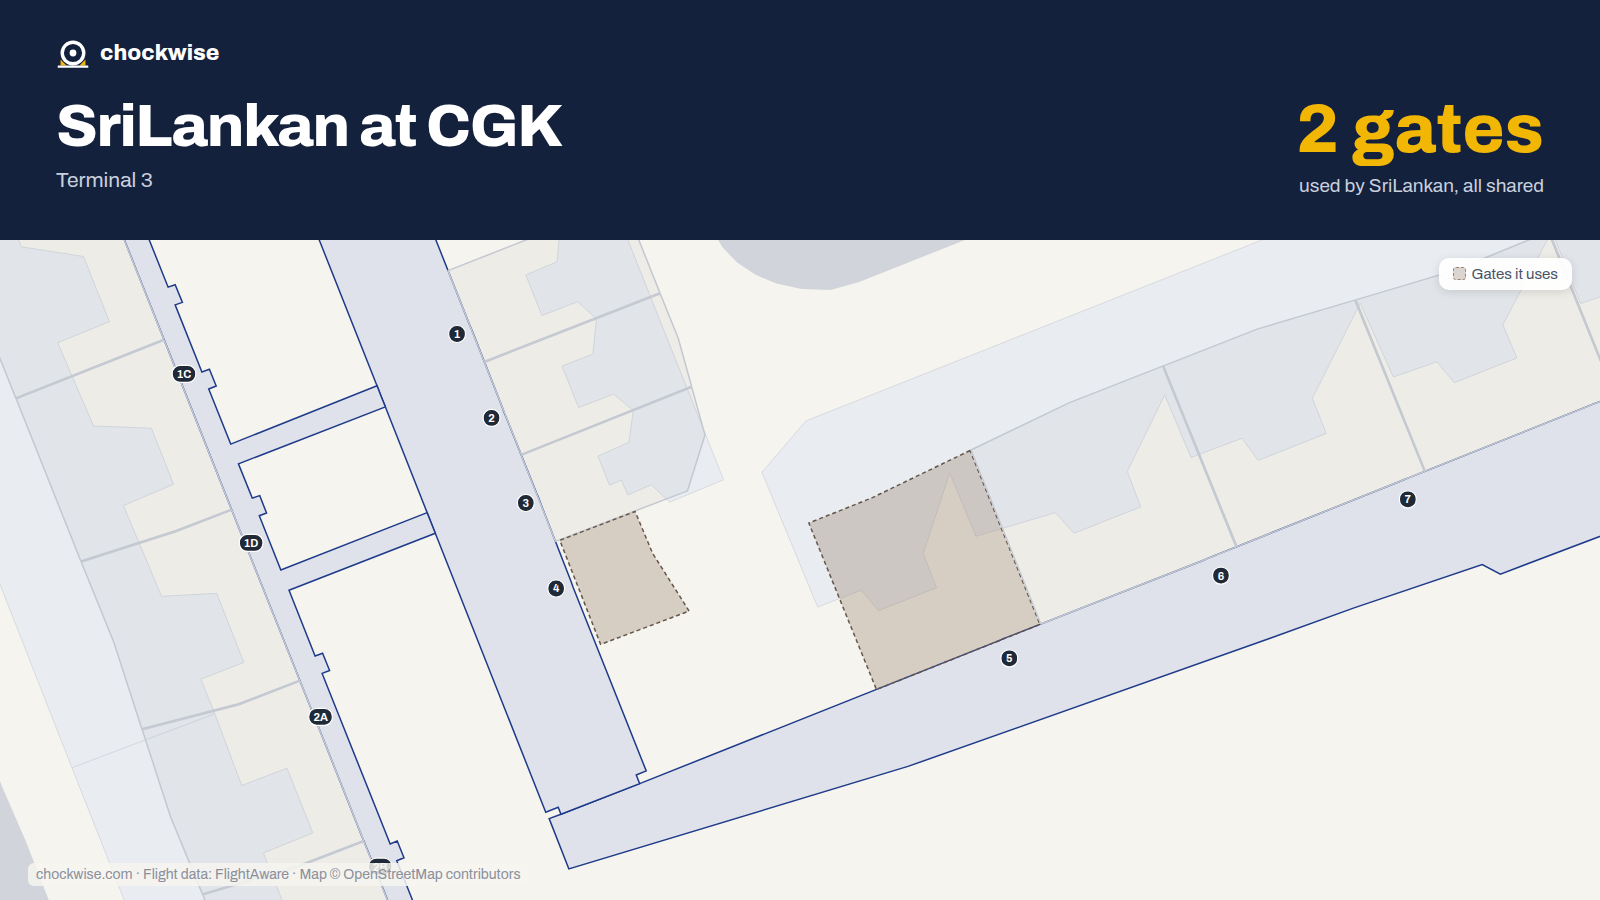 chockwise
SriLankan at CGK
Terminal 3
2 gates
used by SriLankan, all shared
Gates it uses
1
1C
2
3
1D
4
7
6
5
2A
chockwise.com · Flight data: FlightAware · Map © OpenStreetMap contributors